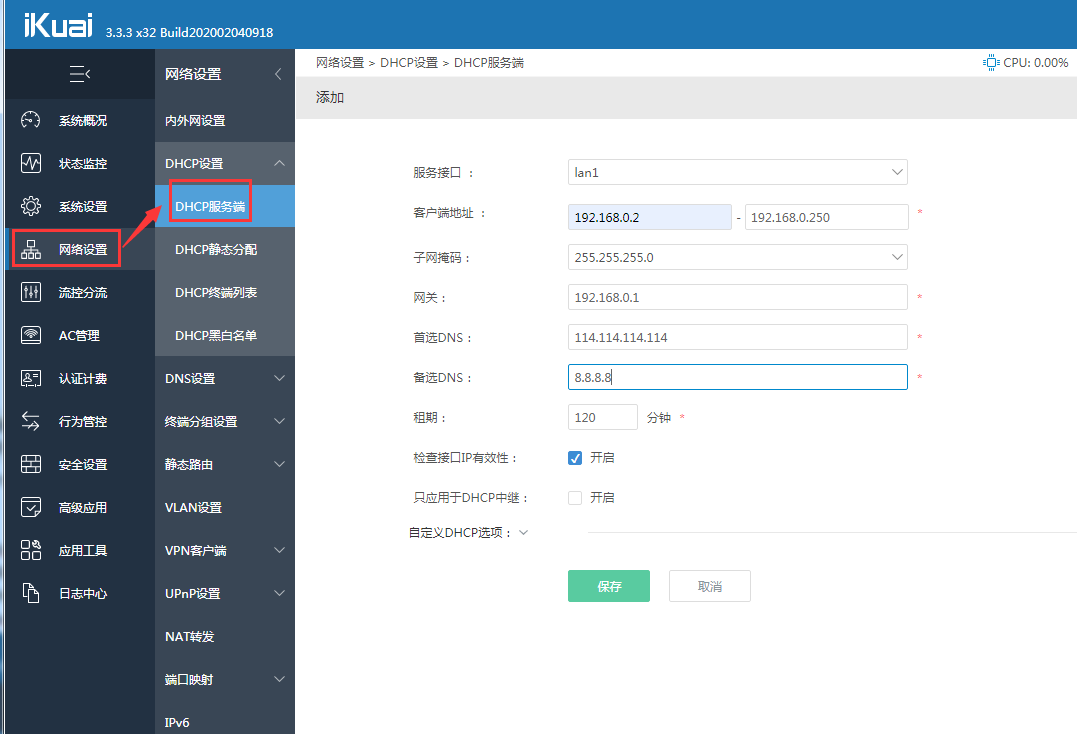 iKuai 3.3.3 x32 Build202002040918
网络设置
网络设置 > DHCP设置 > DHCP服务端
CPU: 0.00%
添加
系统概况
状态监控
系统设置
网络设置
流控分流
AC管理
认证计费
行为管控
安全设置
高级应用
应用工具
日志中心
内外网设置
DHCP设置
DHCP服务端
DHCP静态分配
DHCP终端列表
DHCP黑白名单
DNS设置
终端分组设置
静态路由
VLAN设置
VPN客户端
UPnP设置
NAT转发
端口映射
IPv6
服务接口 ： lan1
客户端地址 ： 192.168.0.2 - 192.168.0.250 *
子网掩码： 255.255.255.0
网关： 192.168.0.1 *
首选DNS： 114.114.114.114 *
备选DNS： 8.8.8.8 *
租期： 120 分钟 *
检查接口IP有效性： 开启
只应用于DHCP中继： 开启
自定义DHCP选项：
保存 取消